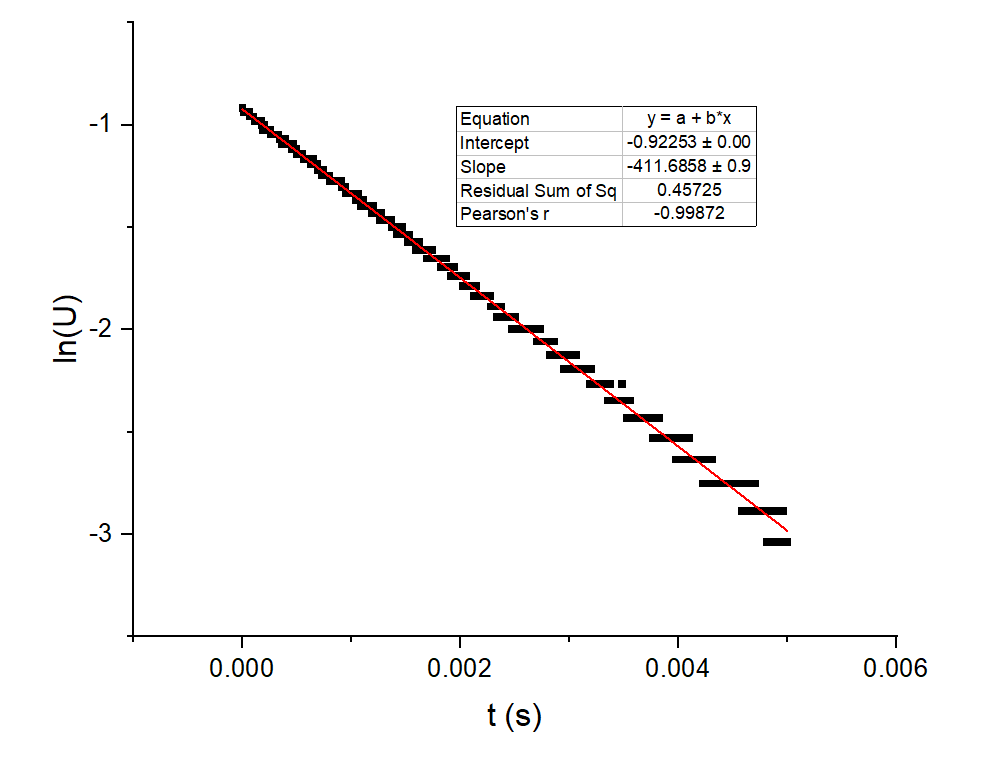 ln(U)
-1
-2
-3
Equation y = a + b*x
Intercept -0.92253 ± 0.00
Slope -411.6858 ± 0.9
Residual Sum of Sq 0.45725
Pearson's r -0.99872
0.000 0.002 0.004 0.006
t (s)